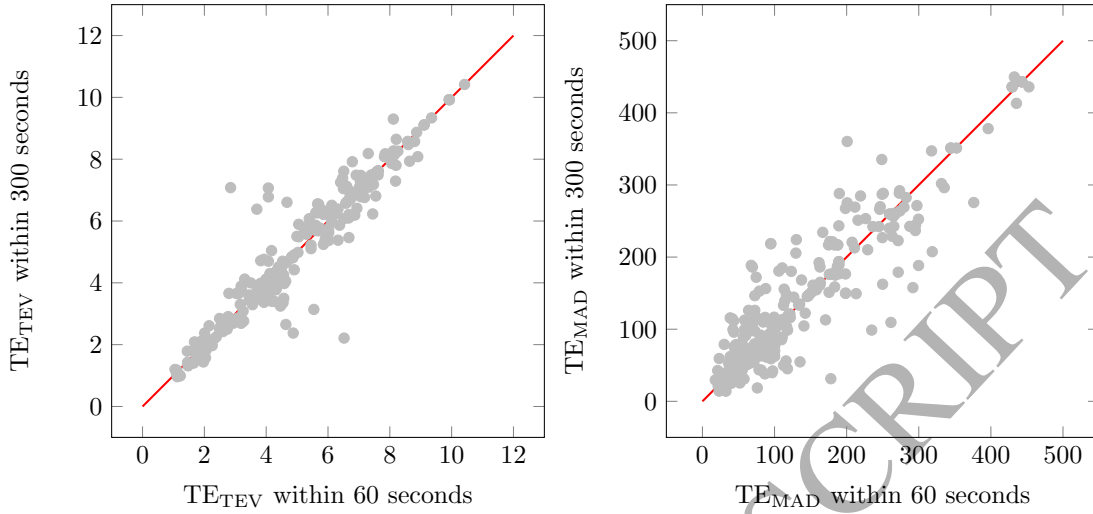 TE_TEV within 300 seconds
12
10
8
6
4
2
0
0 2 4 6 8 10 12
TE_TEV within 60 seconds
TE_MAD within 300 seconds
500
400
300
200
100
0
0 100 200 300 400 500
TE_MAD within 60 seconds
SCRIPT